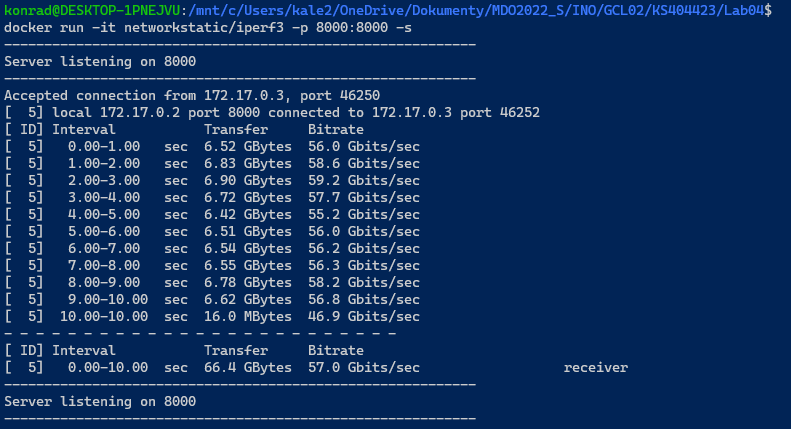 konrad@DESKTOP-1PNEJVU:/mnt/c/Users/kale2/OneDrive/Dokumenty/MDO2022_S/INO/GCL02/KS404423/Lab04$
docker run -it networkstatic/iperf3 -p 8000:8000 -s
-----------------------------------------------------------
Server listening on 8000
-----------------------------------------------------------
Accepted connection from 172.17.0.3, port 46250
[  5] local 172.17.0.2 port 8000 connected to 172.17.0.3 port 46252
[ ID] Interval           Transfer     Bitrate
[  5]   0.00-1.00   sec  6.52 GBytes  56.0 Gbits/sec
[  5]   1.00-2.00   sec  6.83 GBytes  58.6 Gbits/sec
[  5]   2.00-3.00   sec  6.90 GBytes  59.2 Gbits/sec
[  5]   3.00-4.00   sec  6.72 GBytes  57.7 Gbits/sec
[  5]   4.00-5.00   sec  6.42 GBytes  55.2 Gbits/sec
[  5]   5.00-6.00   sec  6.51 GBytes  56.0 Gbits/sec
[  5]   6.00-7.00   sec  6.54 GBytes  56.2 Gbits/sec
[  5]   7.00-8.00   sec  6.55 GBytes  56.3 Gbits/sec
[  5]   8.00-9.00   sec  6.78 GBytes  58.2 Gbits/sec
[  5]   9.00-10.00  sec  6.62 GBytes  56.8 Gbits/sec
[  5]  10.00-10.00  sec  16.0 MBytes  46.9 Gbits/sec
- - - - - - - - - - - - - - - - - - - - - - - - -
[ ID] Interval           Transfer     Bitrate
[  5]   0.00-10.00  sec  66.4 GBytes  57.0 Gbits/sec                  receiver
-----------------------------------------------------------
Server listening on 8000
-----------------------------------------------------------